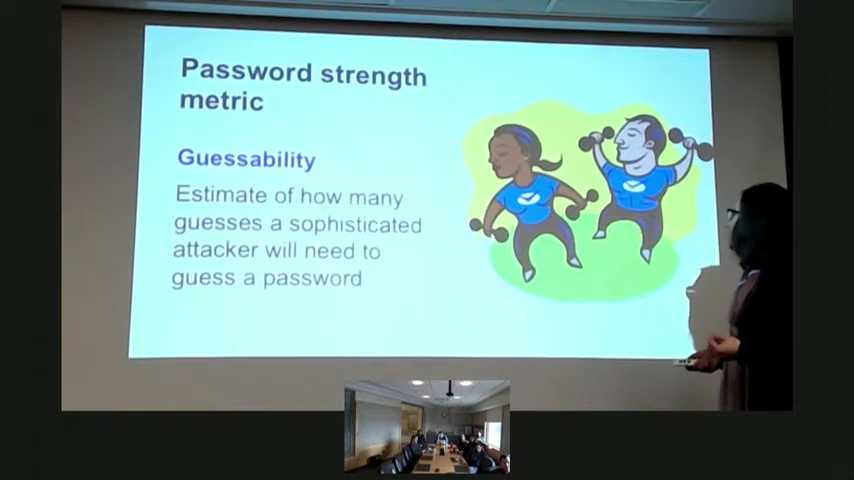 Password strength
metric
Guessability
Estimate of how many
guesses a sophisticated
attacker will need to
guess a password